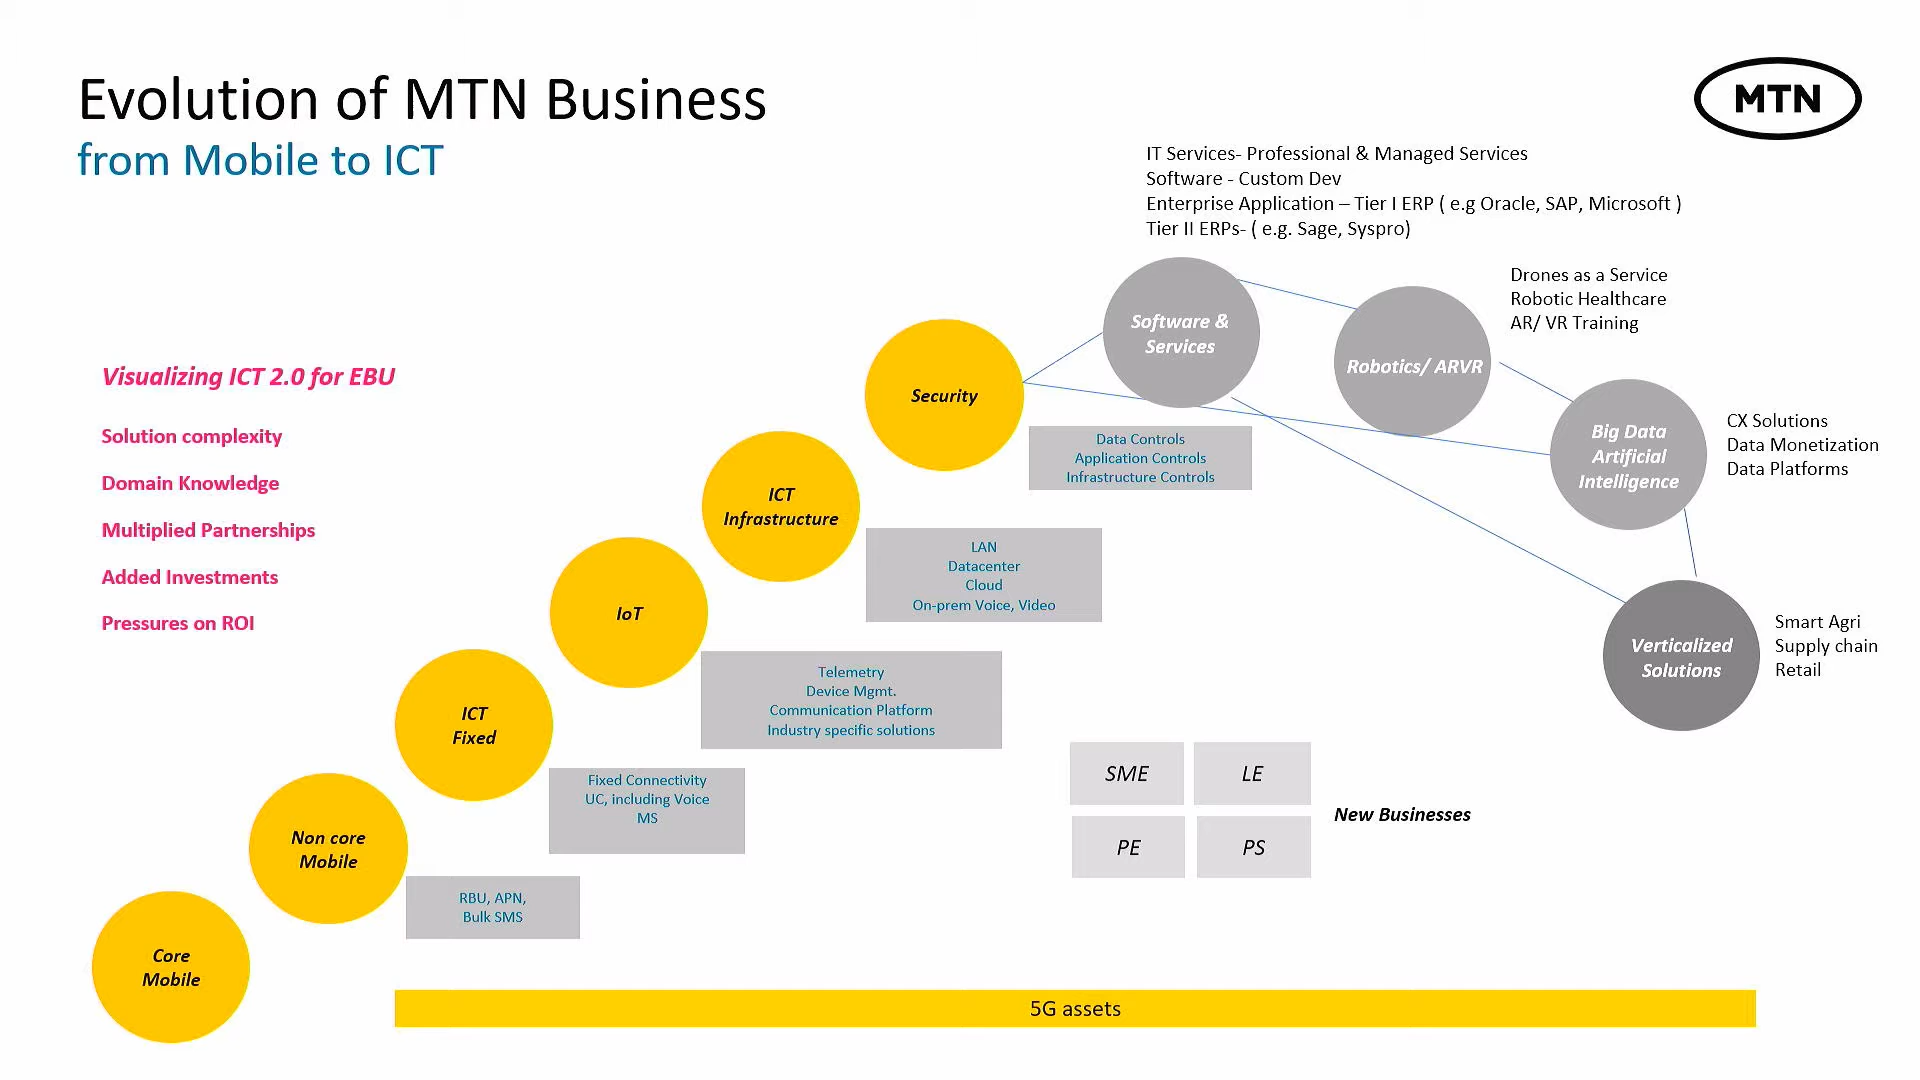 Evolution of MTN Business
from Mobile to ICT
MTN
IT Services- Professional & Managed Services
Software - Custom Dev
Enterprise Application – Tier I ERP ( e.g Oracle, SAP, Microsoft )
Tier II ERPs- ( e.g. Sage, Syspro)
Software &
Services
Drones as a Service
Robotic Healthcare
AR/ VR Training
Robotics/ ARVR
Visualizing ICT 2.0 for EBU
Solution complexity
Domain Knowledge
Multiplied Partnerships
Added Investments
Pressures on ROI
Security
Data Controls
Application Controls
Infrastructure Controls
Big Data
Artificial
Intelligence
CX Solutions
Data Monetization
Data Platforms
ICT
Infrastructure
LAN
Datacenter
Cloud
On-prem Voice, Video
IoT
Telemetry
Device Mgmt.
Communication Platform
Industry specific solutions
Verticalized
Solutions
Smart Agri
Supply chain
Retail
ICT
Fixed
Fixed Connectivity
UC, including Voice
MS
SME
LE
PE
PS
New Businesses
Non core
Mobile
RBU, APN,
Bulk SMS
Core
Mobile
5G assets